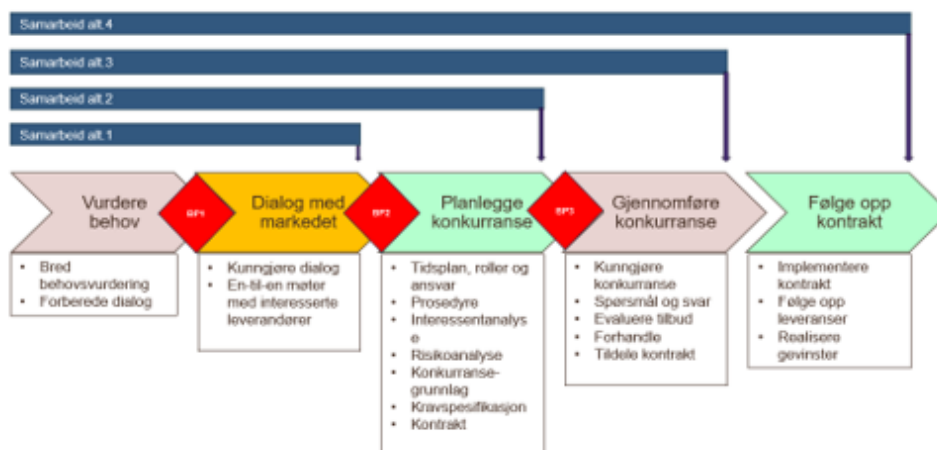 Samarbeid alt.4
Samarbeid alt.3
Samarbeid alt.2
Samarbeid alt.1
Vurdere
behov
BP1
Dialog med
markedet
BP2
Planlegge
konkurranse
BP3
Gjennomføre
konkurranse
Følge opp
kontrakt
• Bred
behovsvurdering
• Forberede dialog
• Kunngjøre dialog
• En-til-en møter
med interesserte
leverandører
• Tidsplan, roller og
ansvar
• Prosedyre
• Interessentanalys
e
• Risikoanalyse
• Konkurranse-
grunnlag
• Kravspesifikasjon
• Kontrakt
• Kunngjøre
konkurranse
• Spørsmål og svar
• Evaluere tilbud
• Forhandle
• Tildele kontrakt
• Implementere
kontrakt
• Følge opp
leveranser
• Realisere
gevinster